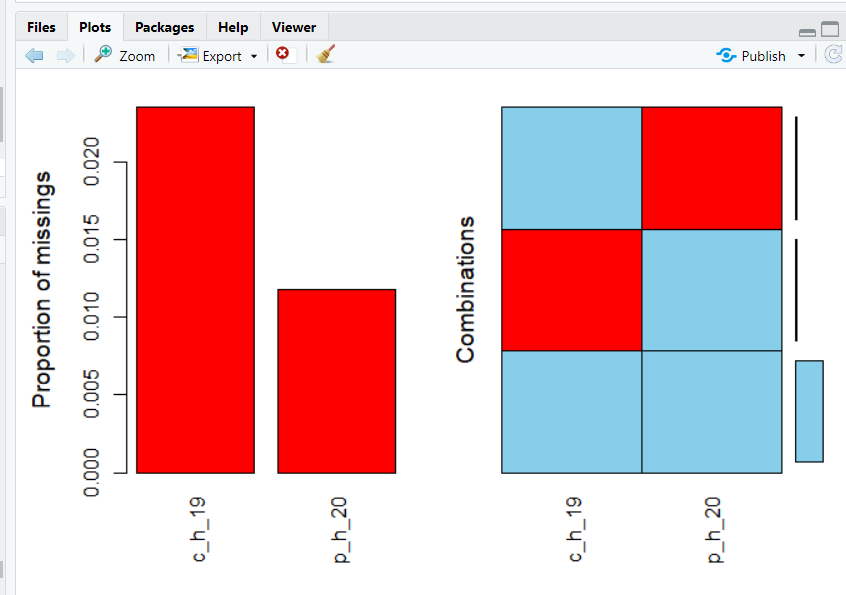 Files Plots Packages Help Viewer
Zoom Export Publish
Proportion of missings
0.000 0.005 0.010 0.015 0.020
c_h_19 p_h_20
Combinations
c_h_19 p_h_20